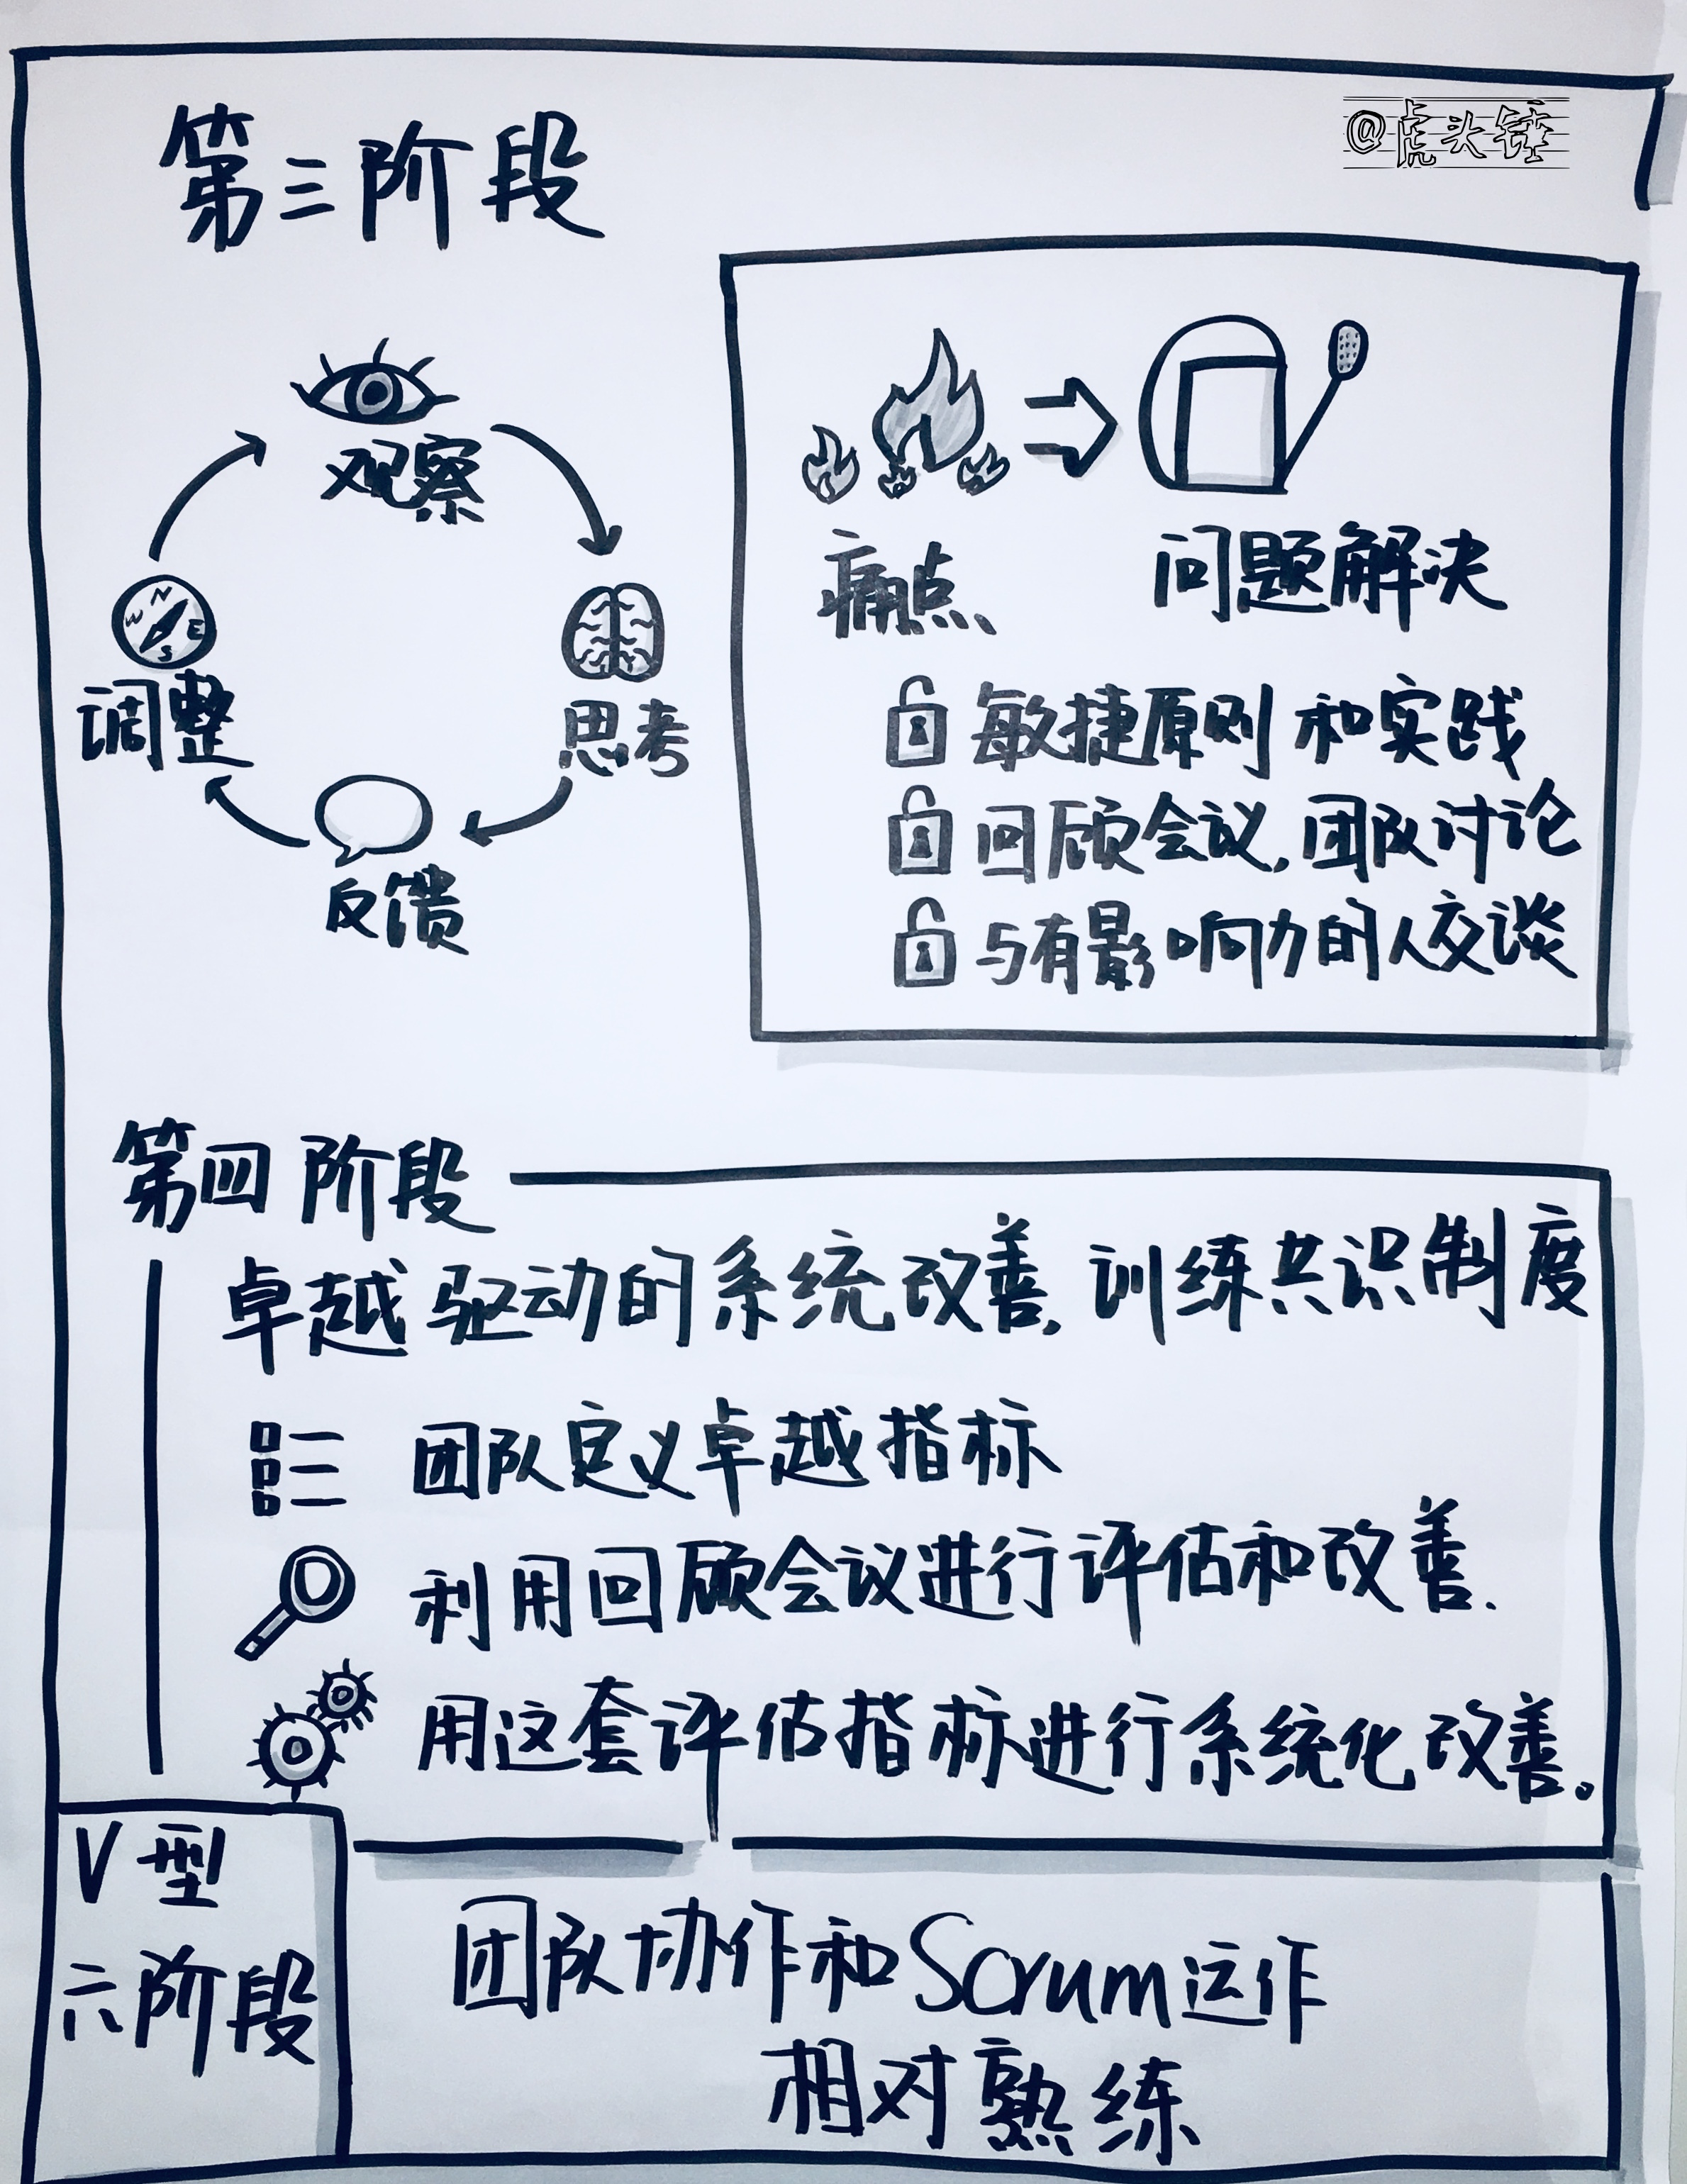 第三阶段
@虎头锤
观察
思考
反馈
调整
N
W
E
S
痛点
问题解决
敏捷原则和实践
回顾会议,团队讨论
与有影响力的人交谈
第四阶段
卓越驱动的系统改善,训练共识制度
团队定义卓越指标
利用回顾会议进行评估和改善.
用这套评估指标进行系统化改善。
V型
六阶段
团队协作和Scrum运作
相对熟练